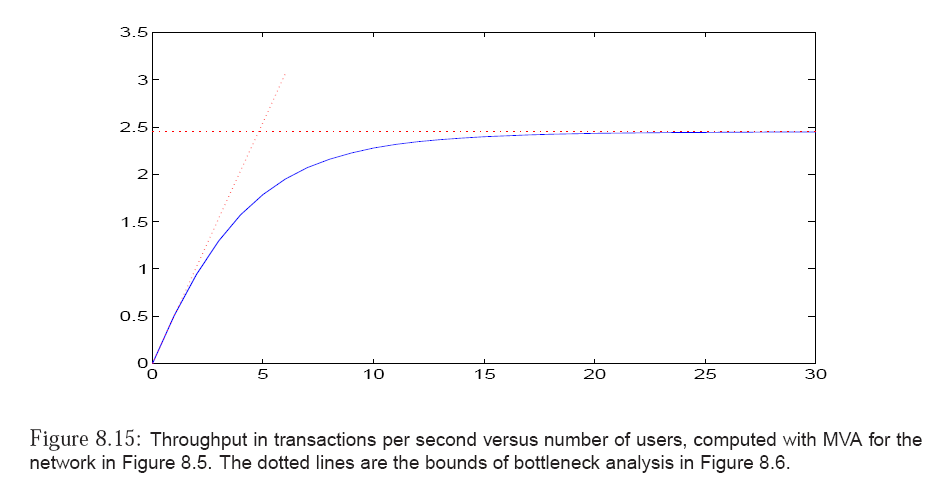 3.5
3
2.5
2
1.5
1
0.5
0
0 5 10 15 20 25 30
Figure 8.15: Throughput in transactions per second versus number of users, computed with MVA for the
network in Figure 8.5. The dotted lines are the bounds of bottleneck analysis in Figure 8.6.